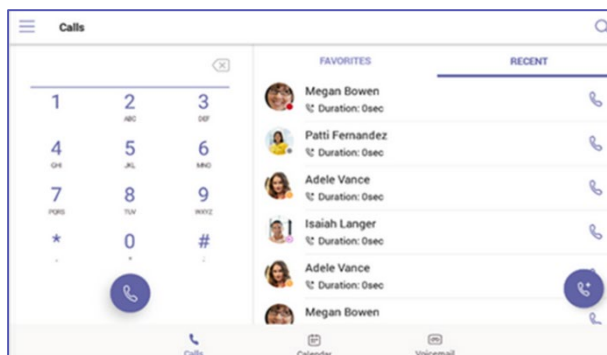 Calls
FAVORITES
RECENT
Megan Bowen
Duration: 0sec
Patti Fernandez
Duration: 0sec
Adele Vance
Duration: 0sec
Isaiah Langer
Duration: 0sec
Adele Vance
Duration: 0sec
Megan Bowen
1 2 3
ABC DEF
4 5 6
GHI JKL MNO
7 8 9
PQRS TUV WXYZ
* 0 #
+
Calls
Calendar
Voicemail